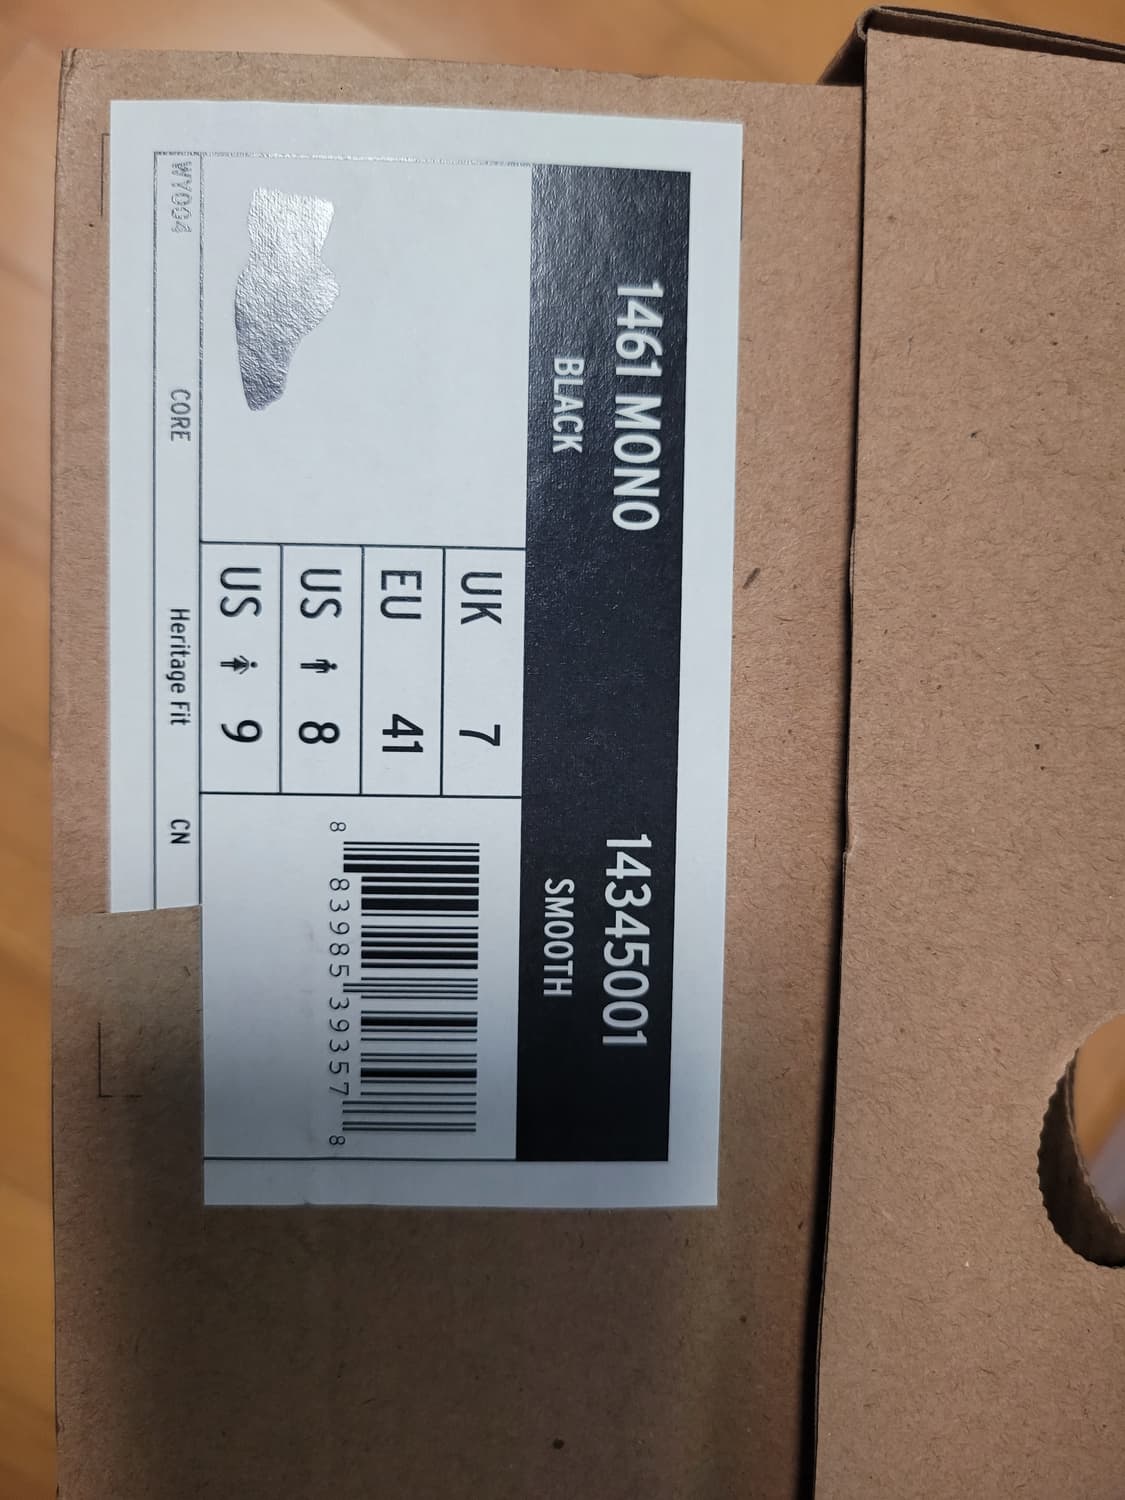 1461 MONO 14345001
BLACK SMOOTH
UK 7
EU 41
US 8
US 9
8 83985 39357 8
WY004 CORE Heritage Fit CN